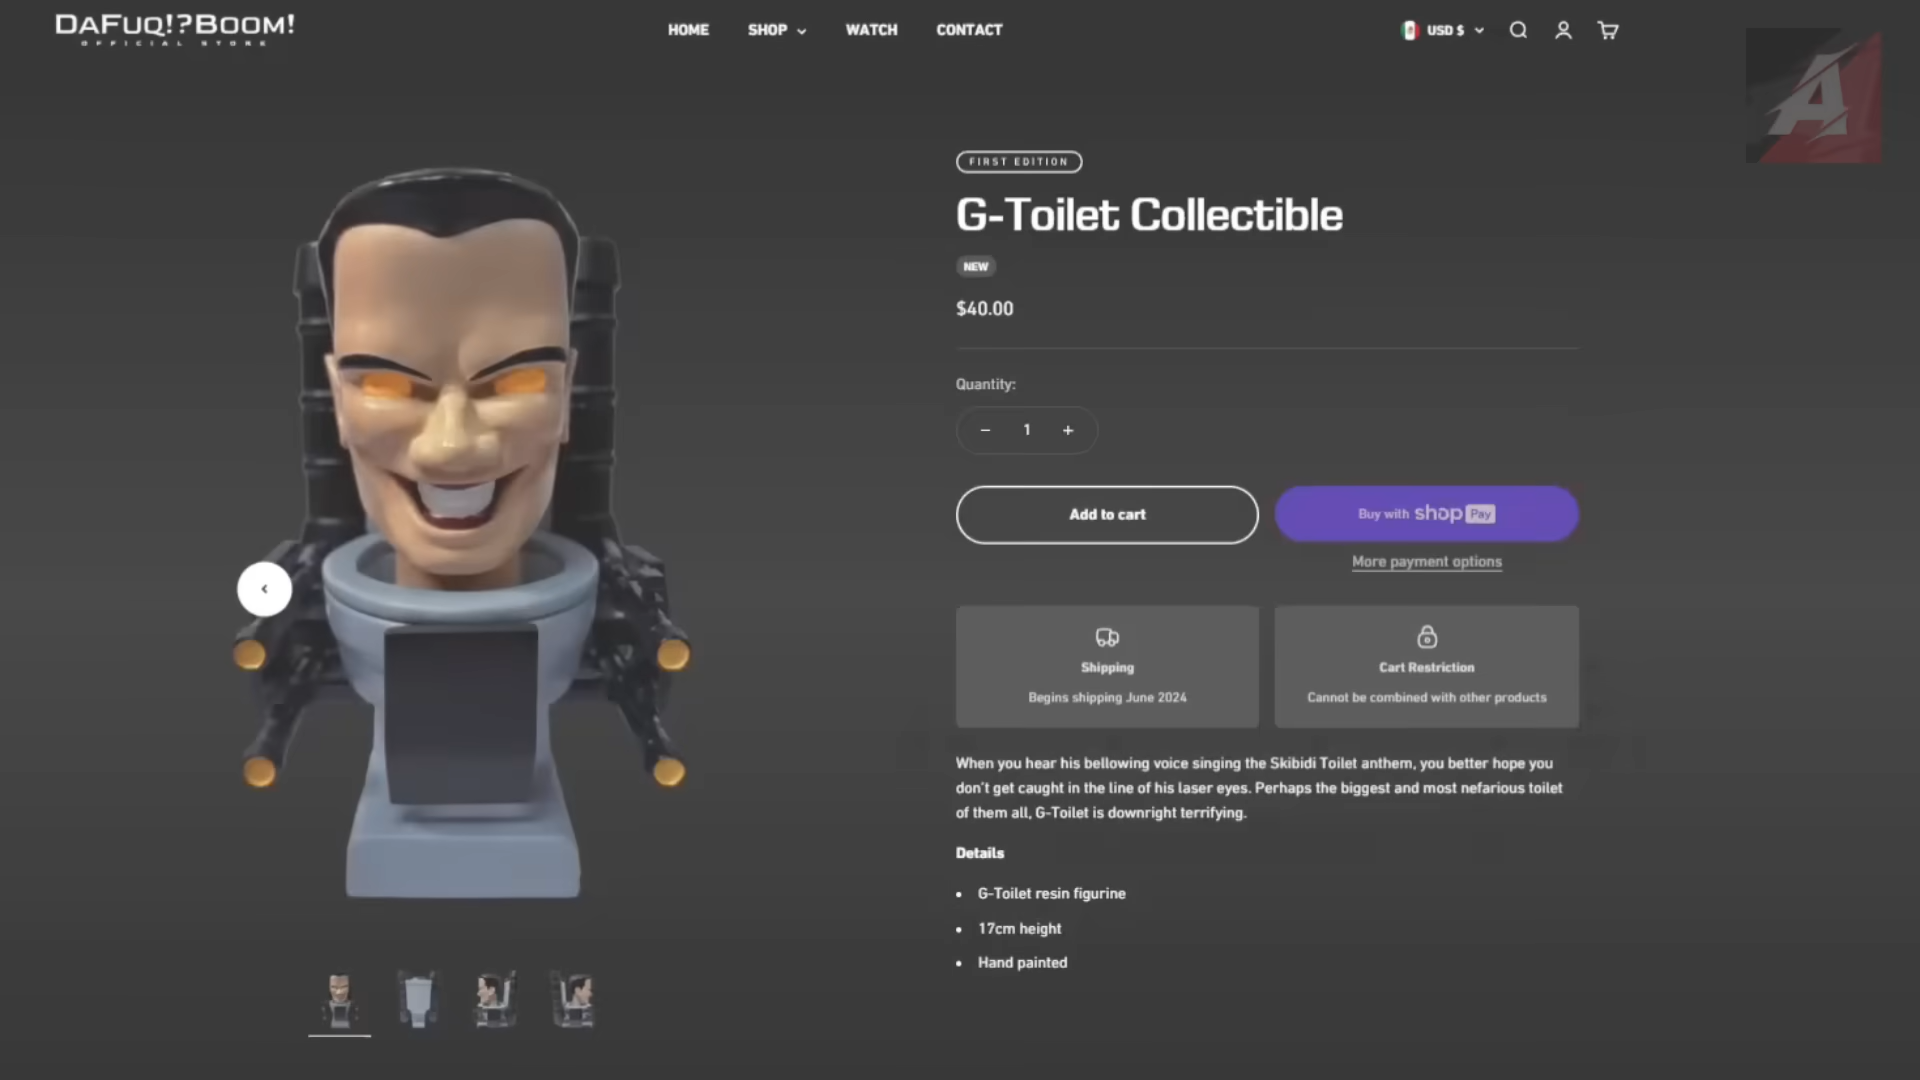 DAFUQ!?BOOM!
OFFICIAL STORE
HOME
SHOP
WATCH
CONTACT
USD $
A
FIRST EDITION
G-Toilet Collectible
NEW
$40.00
Quantity:
− 1 +
Add to cart
Buy with shop Pay
More payment options
Shipping
Begins shipping June 2024
Cart Restriction
Cannot be combined with other products
When you hear his bellowing voice singing the Skibidi Toilet anthem, you better hope you
don't get caught in the line of his laser eyes. Perhaps the biggest and most nefarious toilet
of them all, G-Toilet is downright terrifying.
Details
• G-Toilet resin figurine
• 17cm height
• Hand painted